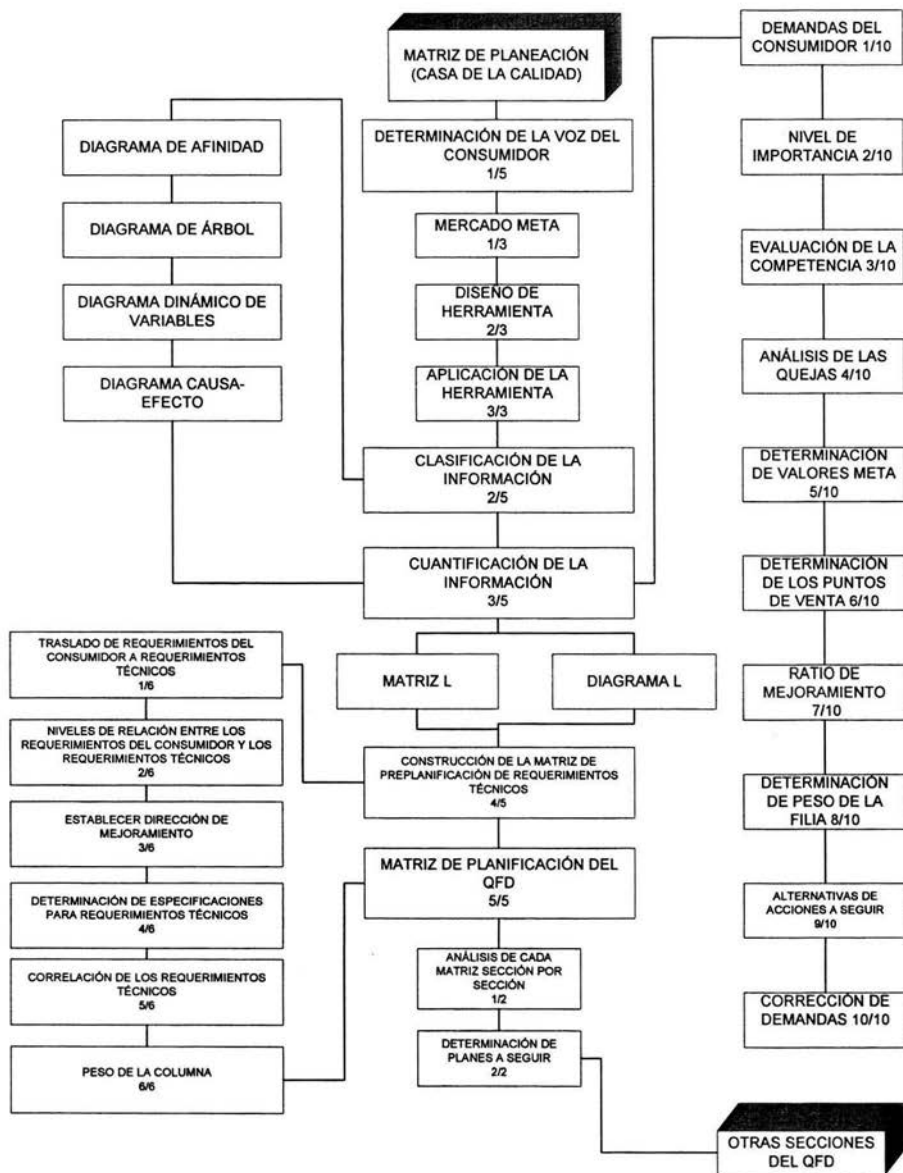 MATRIZ DE PLANEACIÓN
(CASA DE LA CALIDAD)
DETERMINACIÓN DE LA VOZ DEL
CONSUMIDOR
1/5
MERCADO META
1/3
DISEÑO DE
HERRAMIENTA
2/3
APLICACIÓN DE LA
HERRAMIENTA
3/3
CLASIFICACIÓN DE LA
INFORMACIÓN
2/5
DIAGRAMA DE AFINIDAD
DIAGRAMA DE ÁRBOL
DIAGRAMA DINÁMICO DE
VARIABLES
DIAGRAMA CAUSA-
EFECTO
CUANTIFICACIÓN DE LA
INFORMACIÓN
3/5
DEMANDAS DEL
CONSUMIDOR 1/10
NIVEL DE
IMPORTANCIA 2/10
EVALUACIÓN DE LA
COMPETENCIA 3/10
ANÁLISIS DE LAS
QUEJAS 4/10
DETERMINACIÓN
DE VALORES META
5/10
DETERMINACIÓN
DE LOS PUNTOS
DE VENTA 6/10
RATIO DE
MEJORAMIENTO
7/10
DETERMINACIÓN
DE PESO DE LA
FILIA 8/10
ALTERNATIVAS DE
ACCIONES A SEGUIR
9/10
CORRECCIÓN DE
DEMANDAS 10/10
MATRIZ L
DIAGRAMA L
CONSTRUCCIÓN DE LA MATRIZ DE
PREPLANIFICACIÓN DE REQUERIMIENTOS
TÉCNICOS
4/5
TRASLADO DE REQUERIMIENTOS DEL
CONSUMIDOR A REQUERIMIENTOS
TÉCNICOS
1/6
NIVELES DE RELACIÓN ENTRE LOS
REQUERIMIENTOS DEL CONSUMIDOR Y LOS
REQUERIMIENTOS TÉCNICOS
2/6
ESTABLECER DIRECCIÓN DE
MEJORAMIENTO
3/6
DETERMINACIÓN DE ESPECIFICACIONES
PARA REQUERIMIENTOS TÉCNICOS
4/6
CORRELACIÓN DE LOS REQUERIMIENTOS
TÉCNICOS
5/6
PESO DE LA COLUMNA
6/6
MATRIZ DE PLANIFICACIÓN DEL
QFD
5/5
ANÁLISIS DE CADA
MATRIZ SECCIÓN POR
SECCIÓN
1/2
DETERMINACIÓN DE
PLANES A SEGUIR
2/2
OTRAS SECCIONES
DEL QFD